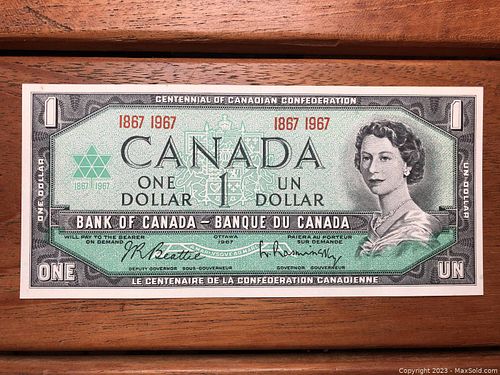 CENTENNIAL OF CANADIAN CONFEDERATION
1 1
1867 1967 1867 1967
CANADA
1867 1967
ONE UN
DOLLAR 1 DOLLAR
ONE DOLLAR
UN DOLLAR
BANK OF CANADA – BANQUE DU CANADA
WILL PAY TO THE BEARER OTTAWA PAIERA AU PORTEUR
ON DEMAND 1967 SUR DEMANDE
J.R. Beattie L. Rasminsky
DEPUTY GOVERNOR SOUS-GOUVERNEUR GOVERNOR GOUVERNEUR
ONE UN
LE CENTENAIRE DE LA CONFÉDÉRATION CANADIENNE
Copyright 2023 - MaxSold.com